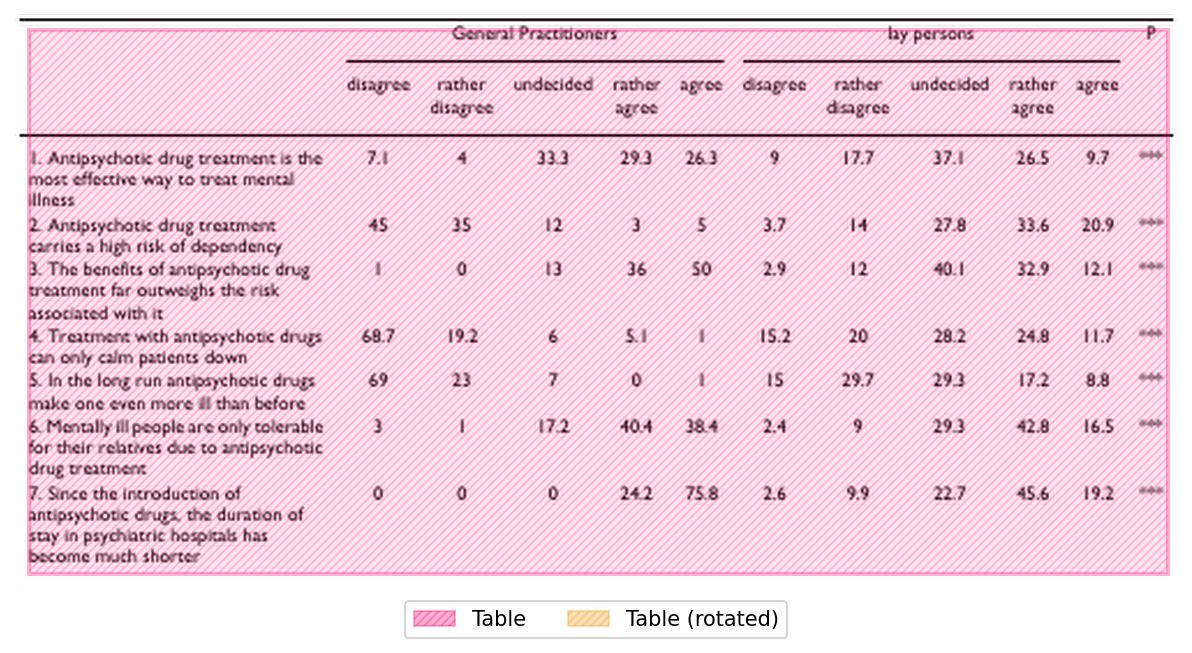 General Practitioners lay persons P
disagree rather undecided rather agree disagree rather undecided rather agree
disagree agree disagree agree
1. Antipsychotic drug treatment is the 7.1 4 33.3 29.3 26.3 9 17.7 37.1 26.5 9.7 ***
most effective way to treat mental
illness
2. Antipsychotic drug treatment 45 35 12 3 5 3.7 14 27.8 33.6 20.9 ***
carries a high risk of dependency
3. The benefits of antipsychotic drug 1 0 13 36 50 2.9 12 40.1 32.9 12.1 ***
treatment far outweighs the risk
associated with it
4. Treatment with antipsychotic drugs 68.7 19.2 6 5.1 1 15.2 20 28.2 24.8 11.7 ***
can only calm patients down
5. In the long run antipsychotic drugs 69 23 7 0 1 15 29.7 29.3 17.2 8.8 ***
make one even more ill than before
6. Mentally ill people are only tolerable 3 1 17.2 40.4 38.4 2.4 9 29.3 42.8 16.5 ***
for their relatives due to antipsychotic
drug treatment
7. Since the introduction of 0 0 0 24.2 75.8 2.6 9.9 22.7 45.6 19.2 ***
antipsychotic drugs, the duration of
stay in psychiatric hospitals has
become much shorter
Table Table (rotated)